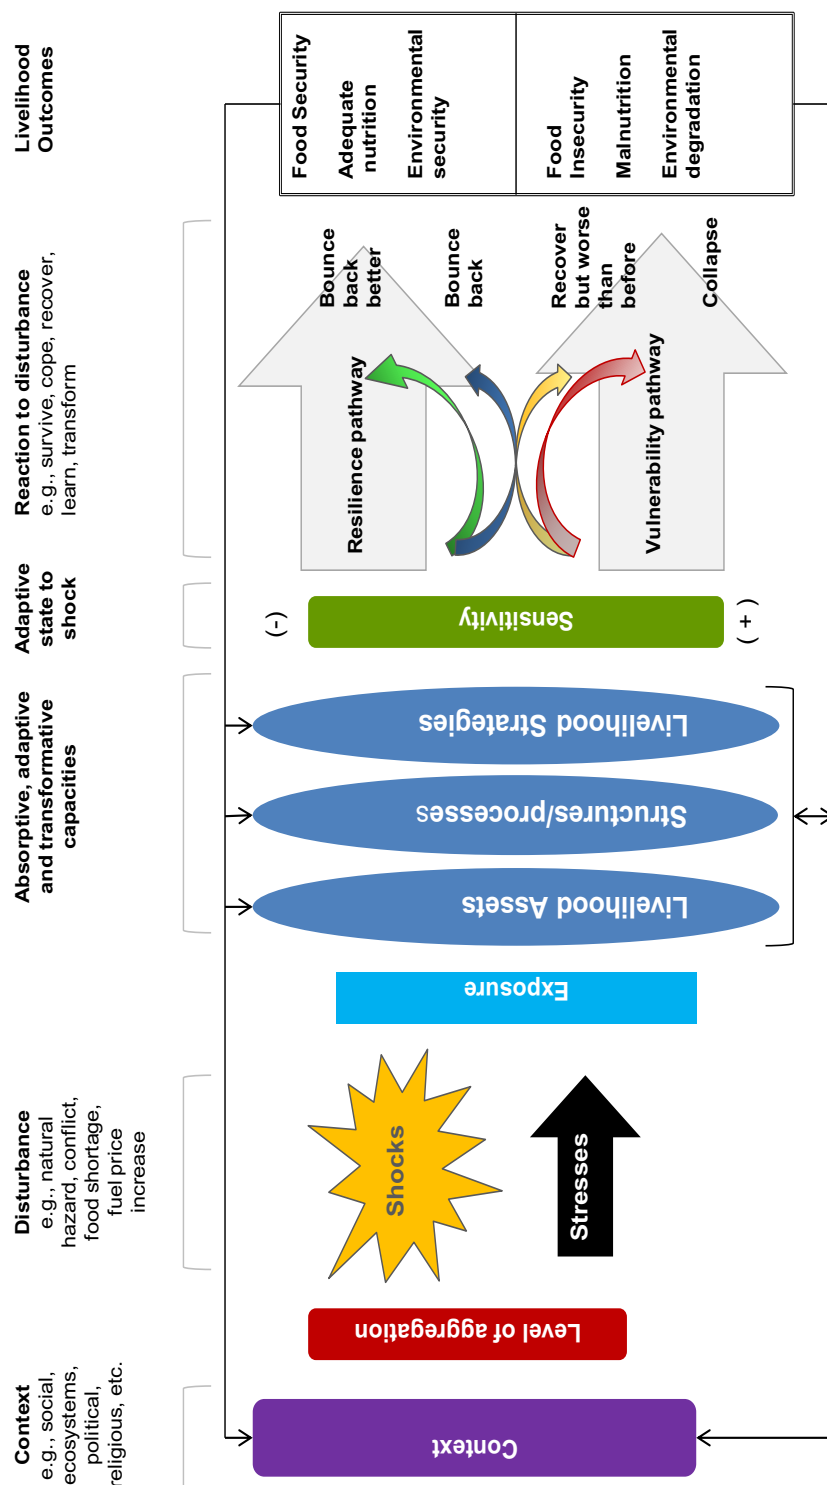 Context
e.g., social,
ecosystems,
political,
religious, etc.
Disturbance
e.g., natural
hazard, conflict,
food shortage,
fuel price
increase
Absorptive, adaptive
and transformative
capacities
Adaptive
state to
shock
Reaction to disturbance
e.g., survive, cope, recover,
learn, transform
Livelihood
Outcomes
Context
Level of aggregation
Shocks
Stresses
Exposure
Livelihood Assets
Structures/processes
Livelihood Strategies
(-)
Sensitivity
( + )
Resilience pathway
Vulnerability pathway
Bounce
back
better
Bounce
back
Recover
but worse
than
before
Collapse
Food Security
Adequate
nutrition
Environmental
security
Food
Insecurity
Malnutrition
Environmental
degradation